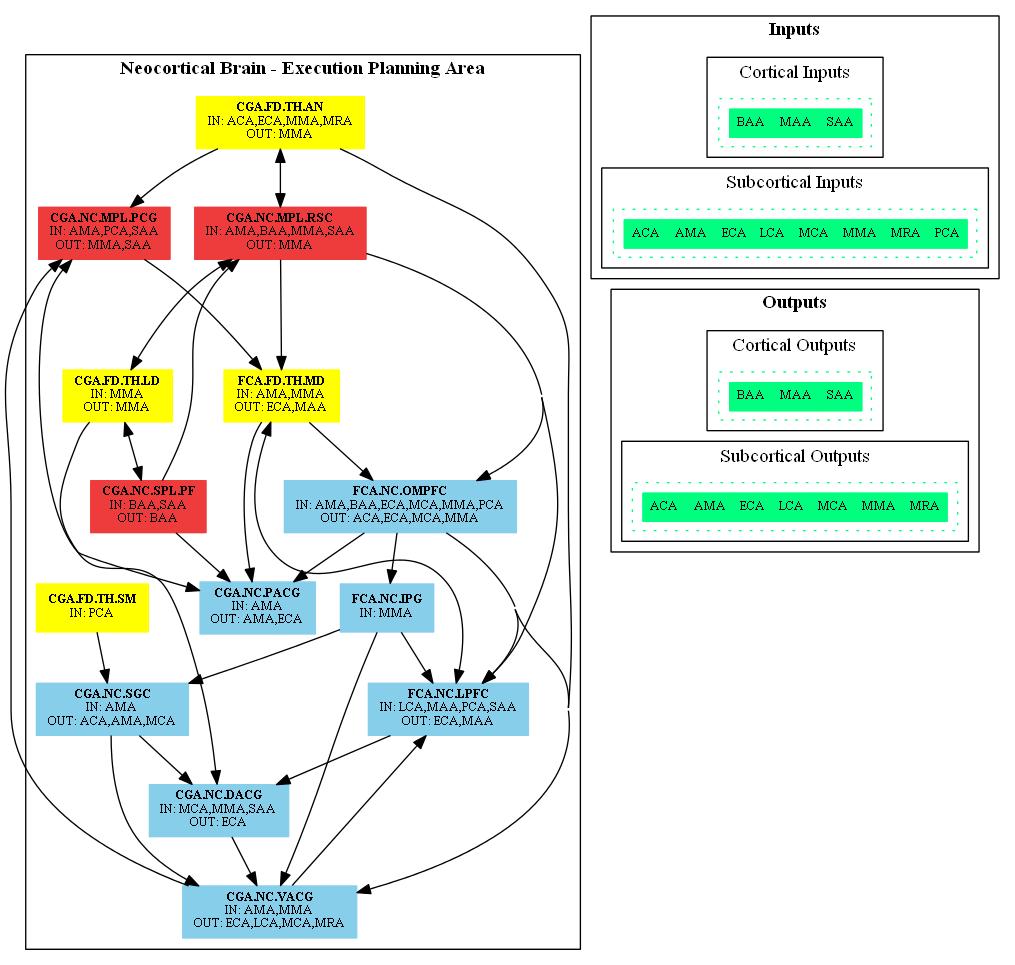 Neocortical Brain - Execution Planning Area
CGA.FD.TH.AN
IN: ACA,ECA,MMA,MRA
OUT: MMA
CGA.NC.MPL.PCG
IN: AMA,PCA,SAA
OUT: MMA,SAA
CGA.NC.MPL.RSC
IN: AMA,BAA,MMA,SAA
OUT: MMA
CGA.FD.TH.LD
IN: MMA
OUT: MMA
FCA.FD.TH.MD
IN: AMA,MMA
OUT: ECA,MAA
CGA.NC.SPL.PF
IN: BAA,SAA
OUT: BAA
FCA.NC.OMPFC
IN: AMA,BAA,ECA,MCA,MMA,PCA
OUT: ACA,ECA,MCA,MMA
CGA.FD.TH.SM
IN: PCA
CGA.NC.PACG
IN: AMA
OUT: AMA,ECA
FCA.NC.IPG
IN: MMA
CGA.NC.SGC
IN: AMA
OUT: ACA,AMA,MCA
FCA.NC.LPFC
IN: LCA,MAA,PCA,SAA
OUT: ECA,MAA
CGA.NC.DACG
IN: MCA,MMA,SAA
OUT: ECA
CGA.NC.VACG
IN: AMA,MMA
OUT: ECA,LCA,MCA,MRA
Inputs
Cortical Inputs
BAA MAA SAA
Subcortical Inputs
ACA AMA ECA LCA MCA MMA MRA PCA
Outputs
Cortical Outputs
BAA MAA SAA
Subcortical Outputs
ACA AMA ECA LCA MCA MMA MRA